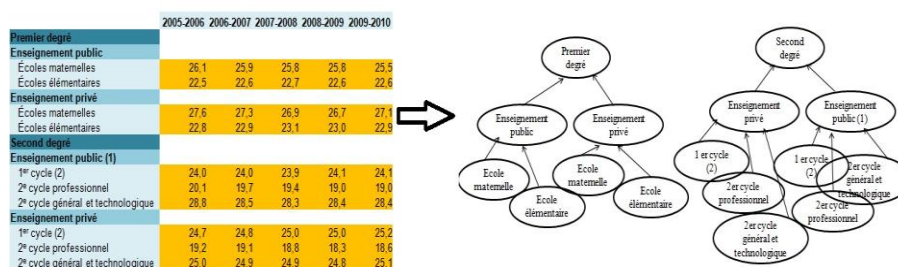 2005-2006 2006-2007 2007-2008 2008-2009 2009-2010
Premier degré
Enseignement public
Écoles maternelles 26,1 25,9 25,8 25,8 25,5
Écoles élémentaires 22,5 22,6 22,7 22,6 22,6
Enseignement privé
Écoles maternelles 27,6 27,3 26,9 26,7 27,1
Écoles élémentaires 22,8 22,9 23,1 23,0 22,9
Second degré
Enseignement public (1)
1er cycle (2) 24,0 24,0 23,9 24,1 24,1
2e cycle professionnel 20,1 19,7 19,4 19,0 19,0
2e cycle général et technologique 28,8 28,5 28,3 28,4 28,4
Enseignement privé
1er cycle (2) 24,7 24,8 25,0 25,0 25,2
2e cycle professionnel 19,2 19,1 18,8 18,3 18,6
2e cycle général et technologique 25,0 24,9 24,9 24,8 25,1
Premier
degré
Enseignement
public
Enseignement
privé
Ecole
maternelle
Ecole
élémentaire
Ecole
maternelle
Ecole
élémentaire
Second
degré
Enseignement
privé
Enseignement
public (1)
1 er cycle
(2)
2er cycle
professionnel
2er cycle
général et
technologique
1 er cycle
(2)
2er cycle
professionnel
2er cycle
général et
technologique